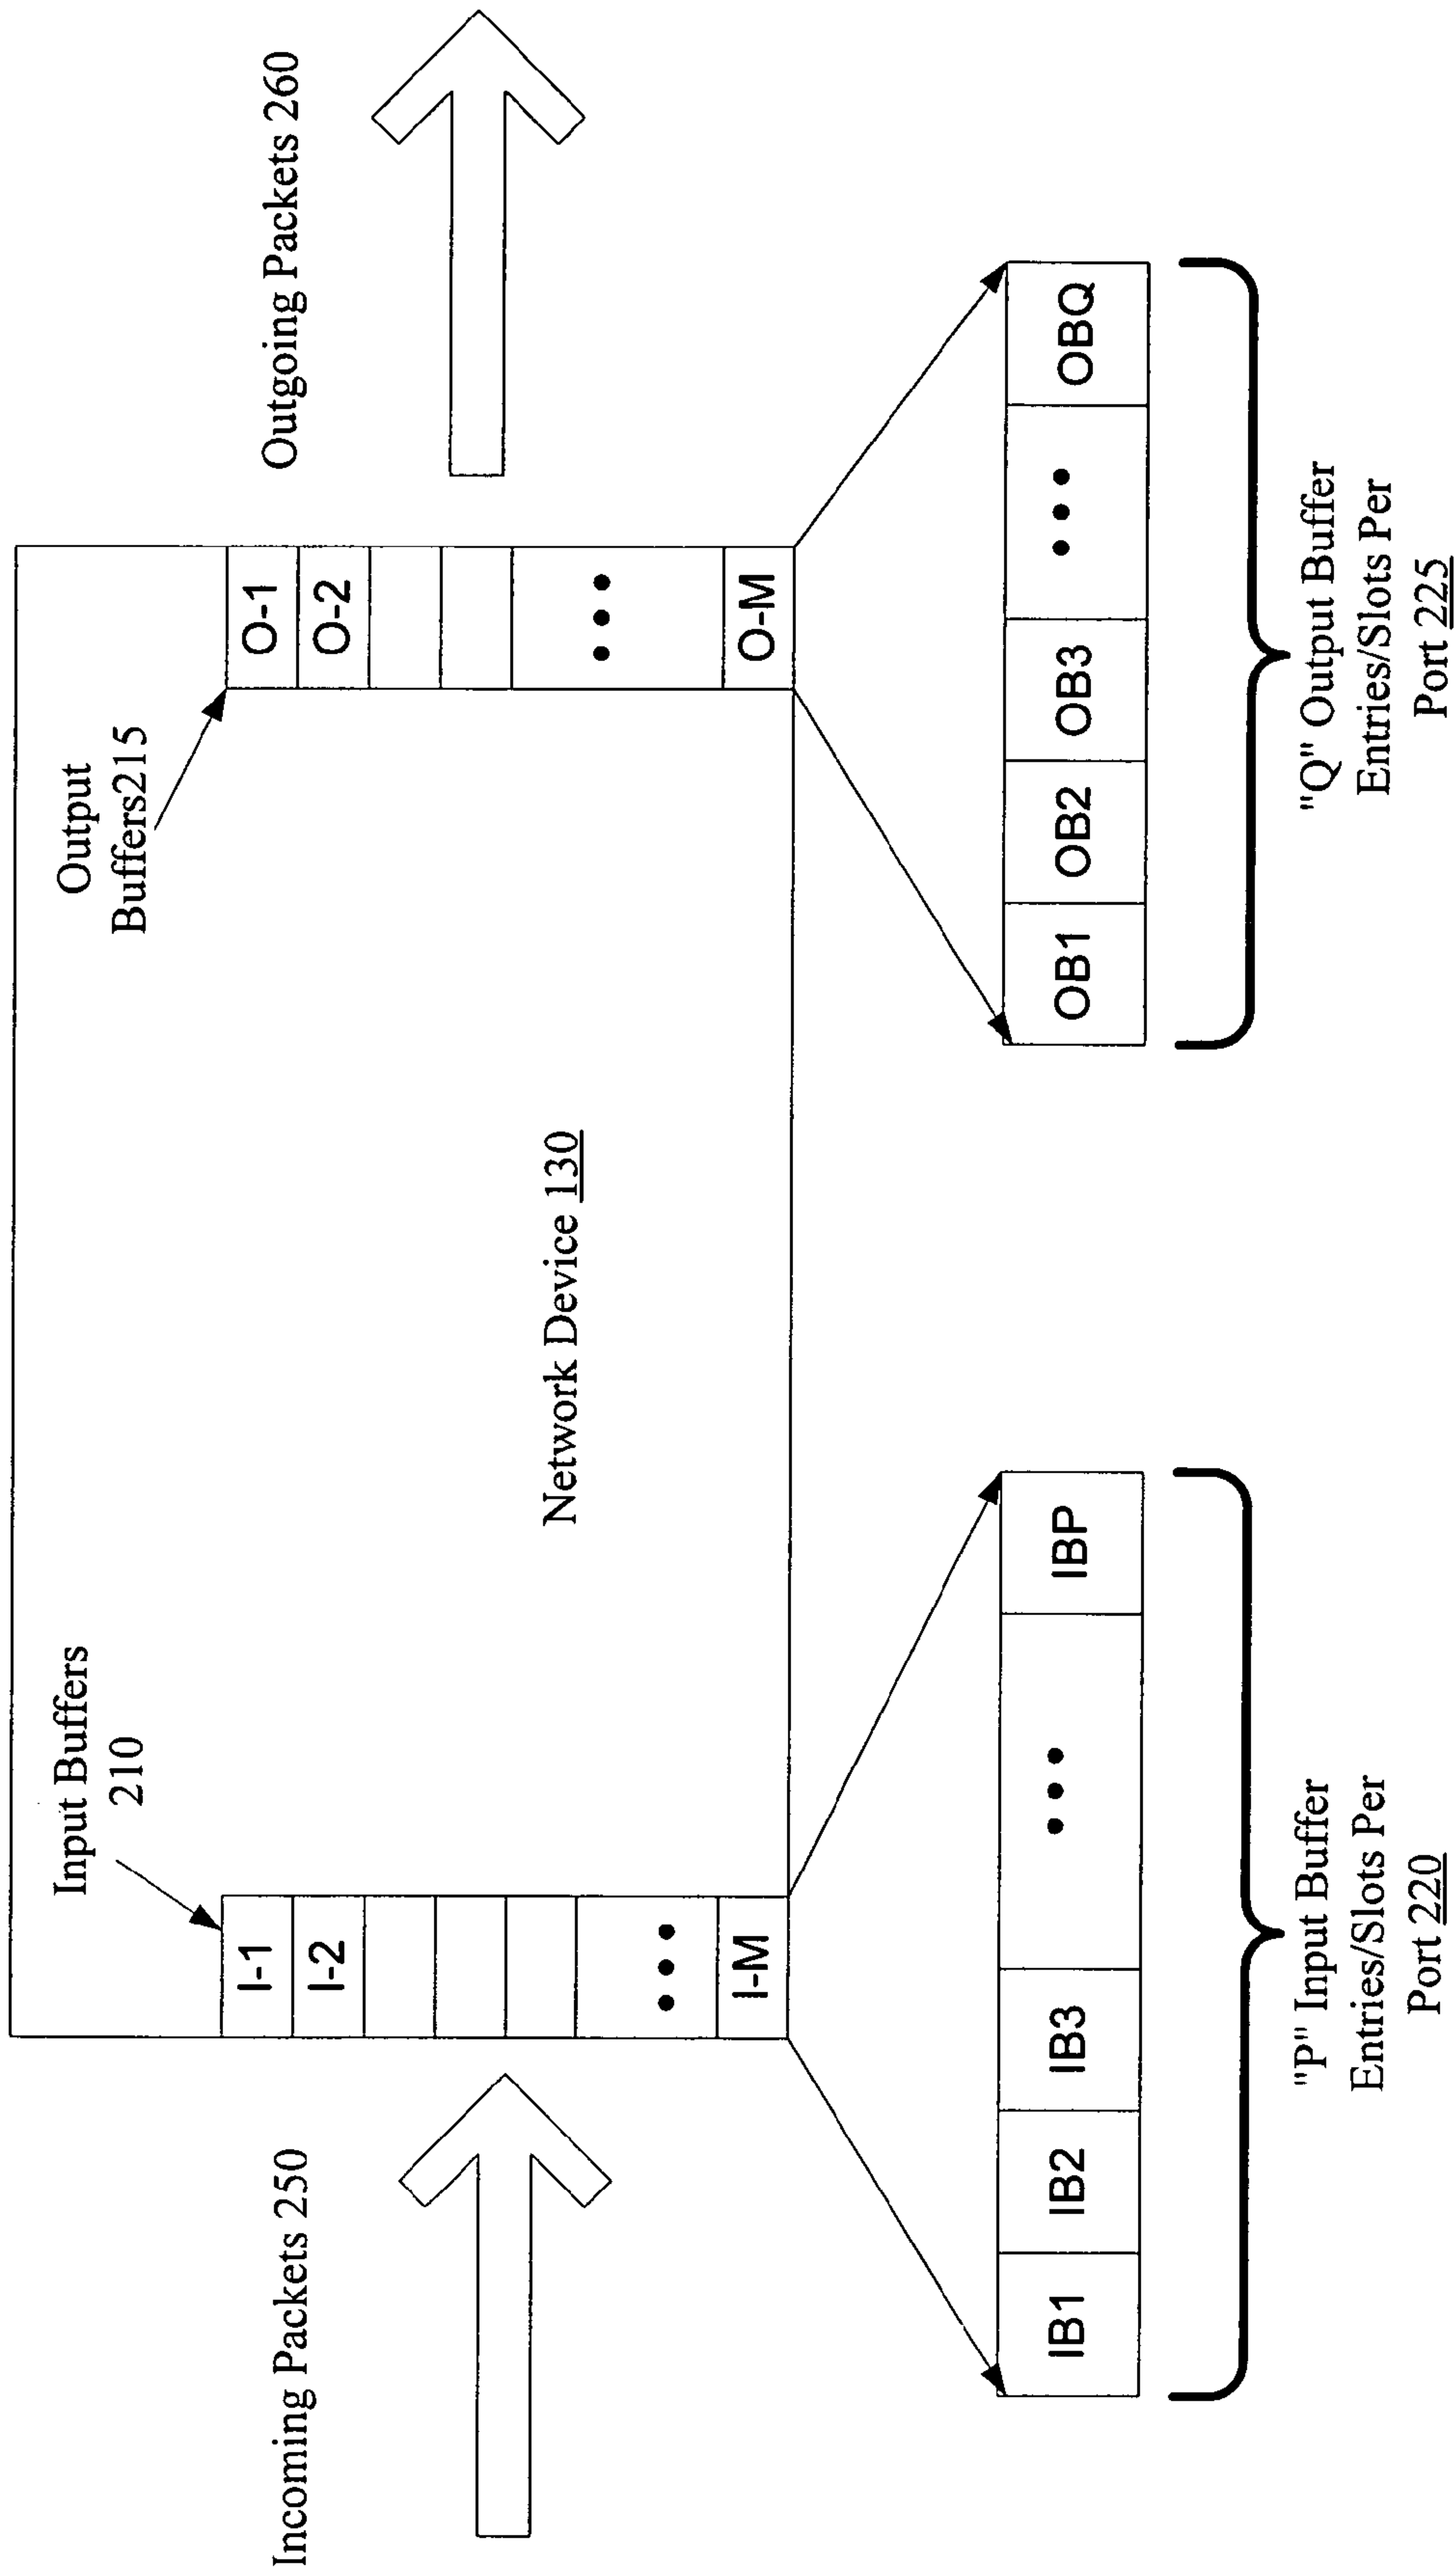 Input Buffers
210
Output
Buffers215
Incoming Packets 250
Outgoing Packets 260
I-1
I-2
•••
I-M
Network Device 130
O-1
O-2
•••
O-M
IB1 IB2 IB3 ••• IBP
OB1 OB2 OB3 ••• OBQ
"P" Input Buffer
Entries/Slots Per
Port 220
"Q" Output Buffer
Entries/Slots Per
Port 225